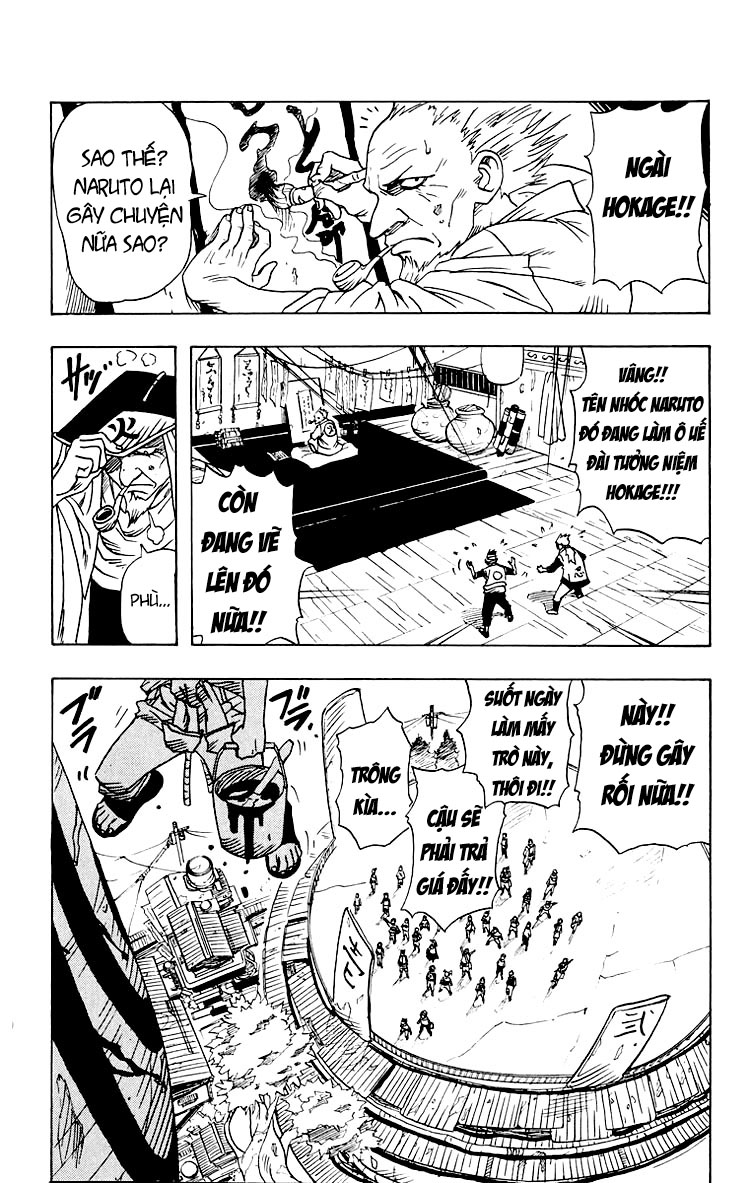 NGÀI
HOKAGE!!
SAO THẾ?
NARUTO LẠI
GÂY CHUYỆN
NỮA SAO?
VÂNG!!
TÊN NHÓC NARUTO
ĐÓ ĐANG LÀM Ô UẾ
ĐÀI TƯỞNG NIỆM
HOKAGE!!!
CÒN
ĐANG VẼ
LÊN ĐÓ
NỮA!!
火
PHÙ...
NÀY!!
ĐỪNG GÂY
RỐI NỮA!!
SUỐT NGÀY
LÀM MẤY
TRÒ NÀY,
THÔI ĐI!!
CẬU SẼ
PHẢI TRẢ
GIÁ ĐẤY!!
TRÔNG
KÌA...